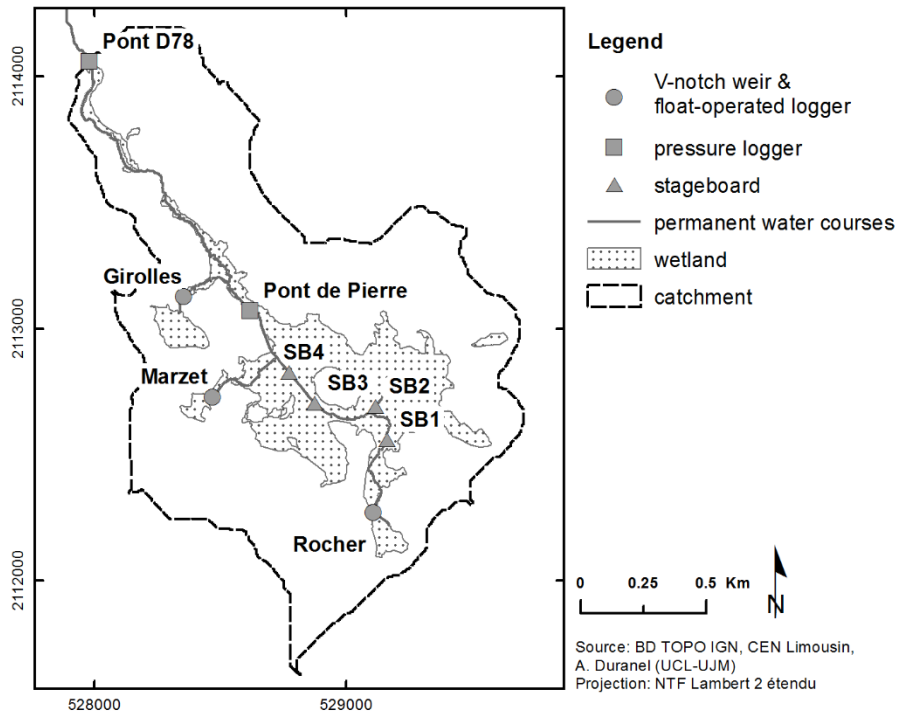 Pont D78
2114000
Girolles
Pont de Pierre
2113000
SB4
Marzet
SB3
SB2
SB1
Rocher
2112000
528000
529000
Legend
V-notch weir &
float-operated logger
pressure logger
stageboard
permanent water courses
wetland
catchment
0 0.25 0.5 Km
N
Source: BD TOPO IGN, CEN Limousin,
A. Duranel (UCL-UJM)
Projection: NTF Lambert 2 étendu